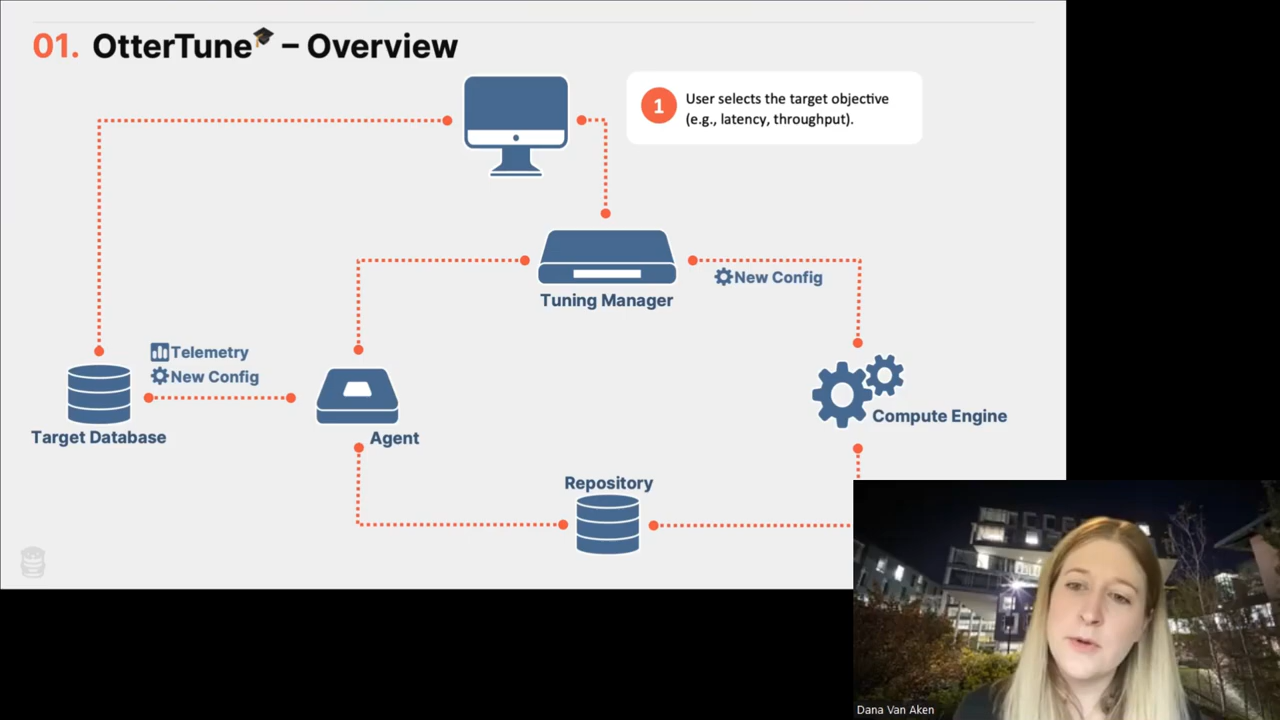 01. OtterTune – Overview
1
User selects the target objective
(e.g., latency, throughput).
New Config
Tuning Manager
Telemetry
New Config
Target Database
Agent
Compute Engine
Repository
Dana Van Aken